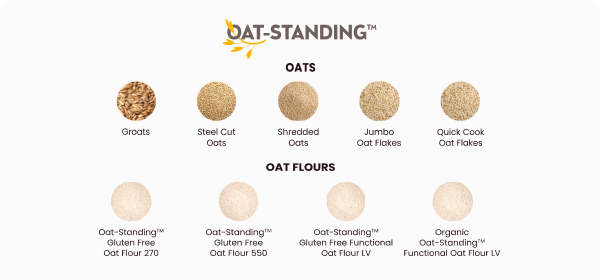 OAT-STANDING™
OATS
Groats
Steel Cut
Oats
Shredded
Oats
Jumbo
Oat Flakes
Quick Cook
Oat Flakes
OAT FLOURS
Oat-Standing™
Gluten Free
Oat Flour 270
Oat-Standing™
Gluten Free
Oat Flour 550
Oat-Standing™
Gluten Free Functional
Oat Flour LV
Organic
Oat-Standing™
Functional Oat Flour LV